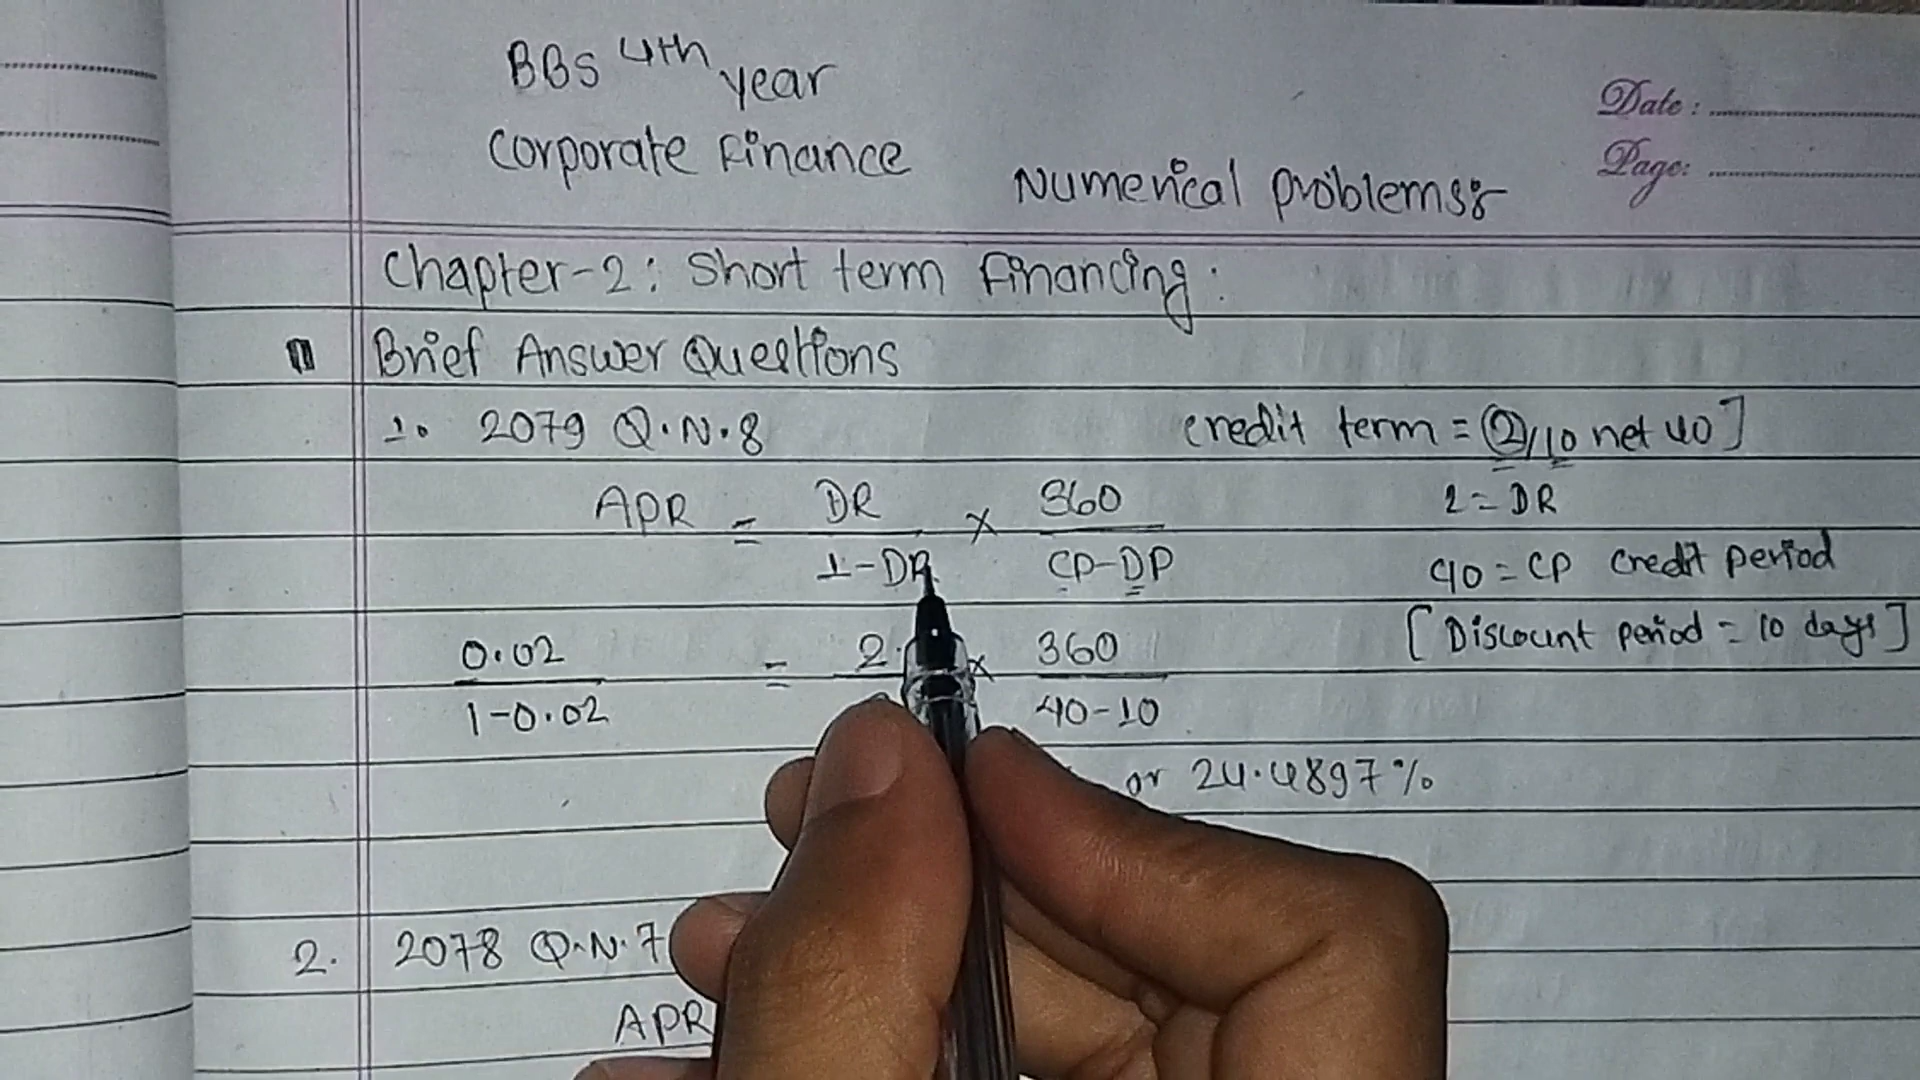 BBS 4th year
Corporate Finance
Numerical problems:-
Date :
Page:
Chapter-2: Short term Financing:
1 Brief Answer Questions
1. 2079 Q.N.8
credit term = 2/10 net 40]
APR = DR / 1-DR × 360 / CP-DP
2 = DR
40 = CP credit period
[Discount period = 10 days]
0.02 / 1-0.02 = 2 × 360 / 40-10
or 24.4897%
2. 2078 Q.N.7
APR